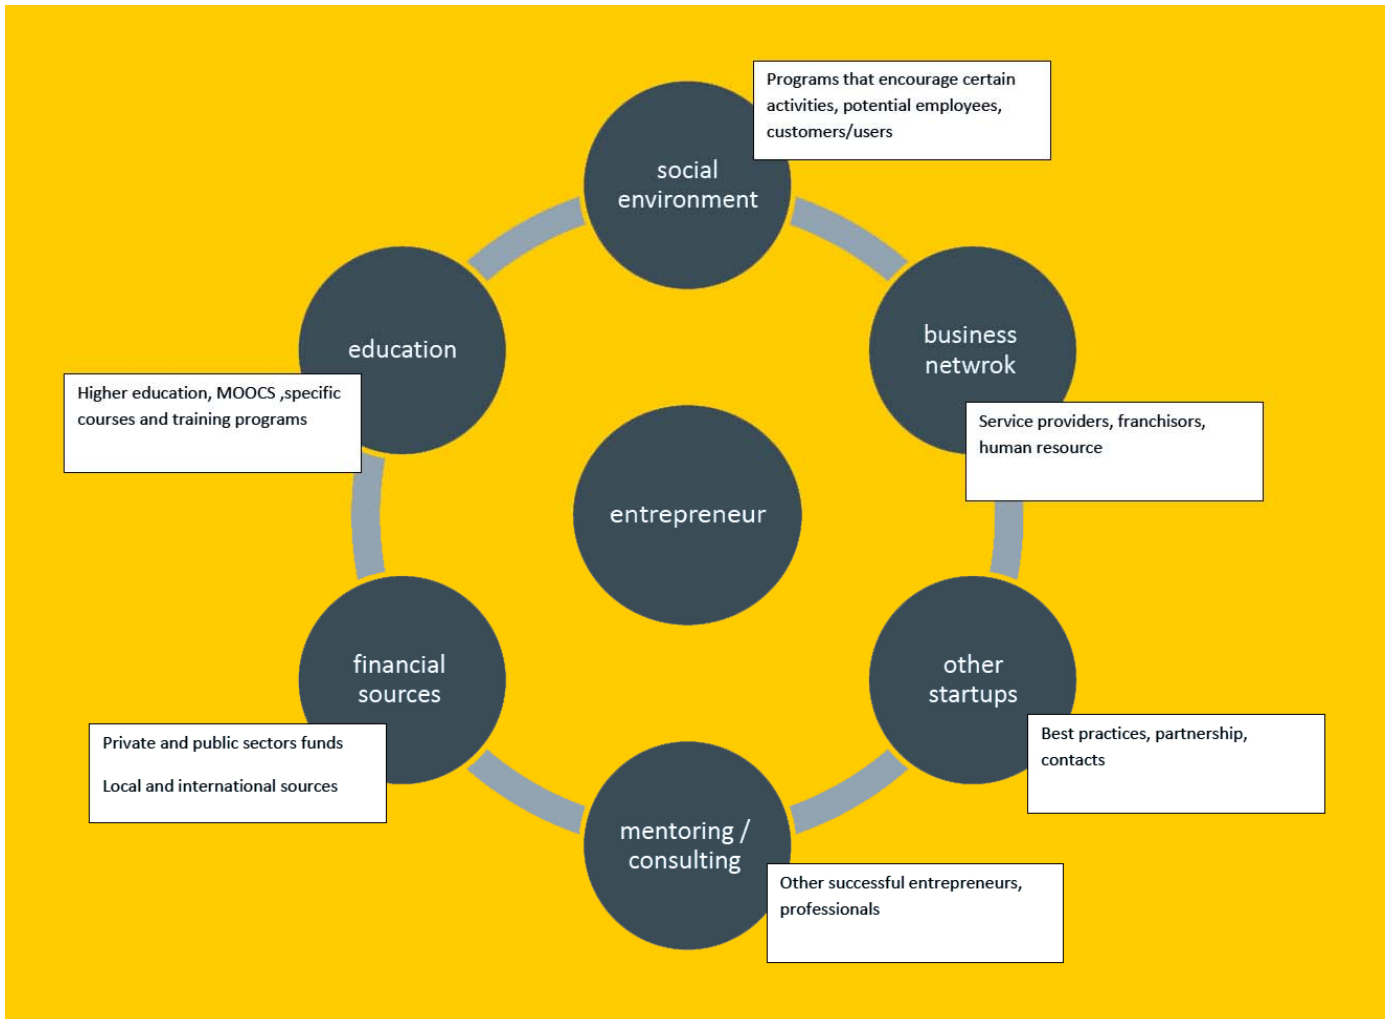 Programs that encourage certain
activities, potential employees,
customers/users
social
environment
business
netwrok
education
Higher education, MOOCS ,specific
courses and training programs
Service providers, franchisors,
human resource
entrepreneur
financial
sources
other
startups
Private and public sectors funds
Local and international sources
Best practices, partnership,
contacts
mentoring /
consulting
Other successful entrepreneurs,
professionals